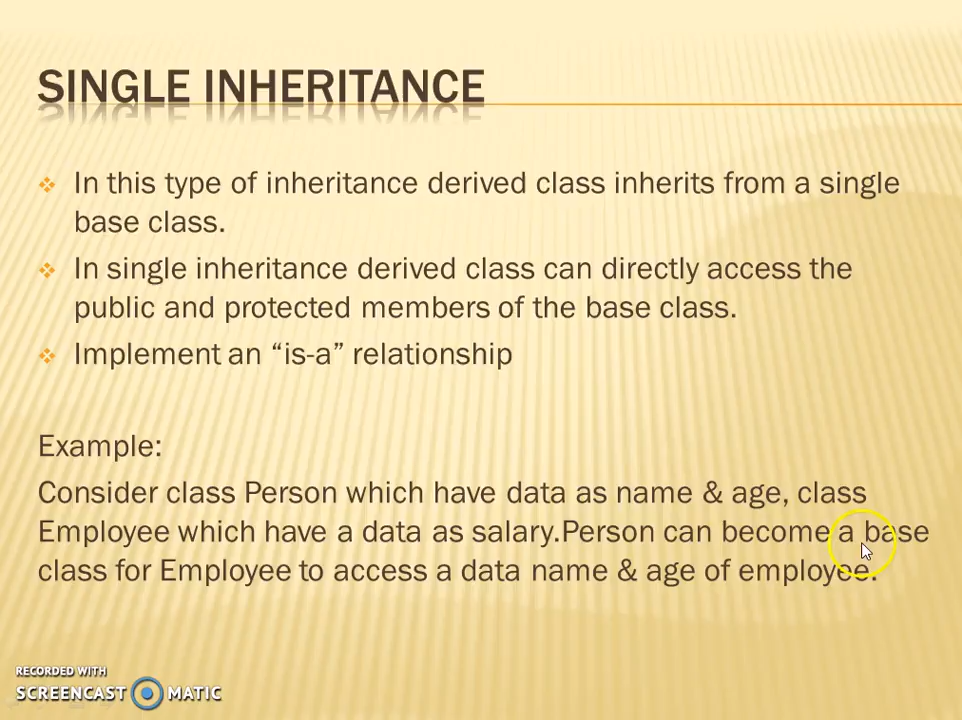 SINGLE INHERITANCE
In this type of inheritance derived class inherits from a single
base class.
In single inheritance derived class can directly access the
public and protected members of the base class.
Implement an “is-a” relationship
Example:
Consider class Person which have data as name & age, class
Employee which have a data as salary.Person can become a base
class for Employee to access a data name & age of employee.
RECORDED WITH
SCREENCAST MATIC